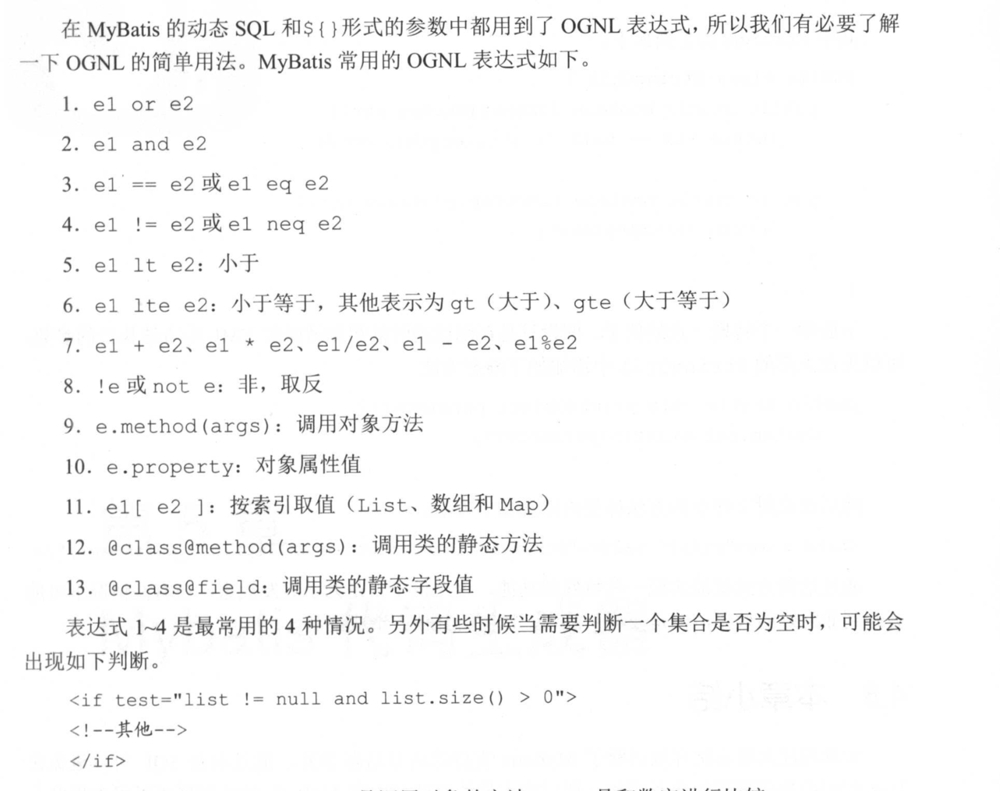 在 MyBatis 的动态 SQL 和${}形式的参数中都用到了 OGNL 表达式，所以我们有必要了解
一下 OGNL 的简单用法。MyBatis 常用的 OGNL 表达式如下。
1. e1 or e2
2. e1 and e2
3. e1 == e2 或 e1 eq e2
4. e1 != e2 或 e1 neq e2
5. e1 lt e2：小于
6. e1 lte e2：小于等于，其他表示为 gt（大于）、gte（大于等于）
7. e1 + e2、e1 * e2、e1/e2、e1 - e2、e1%e2
8. !e 或 not e：非，取反
9. e.method(args)：调用对象方法
10. e.property：对象属性值
11. e1[ e2 ]：按索引取值（List、数组和 Map）
12. @class@method(args)：调用类的静态方法
13. @class@field：调用类的静态字段值
表达式 1~4 是最常用的 4 种情况。另外有些时候当需要判断一个集合是否为空时，可能会
出现如下判断。
<if test="list != null and list.size() > 0">
<!--其他-->
</if>